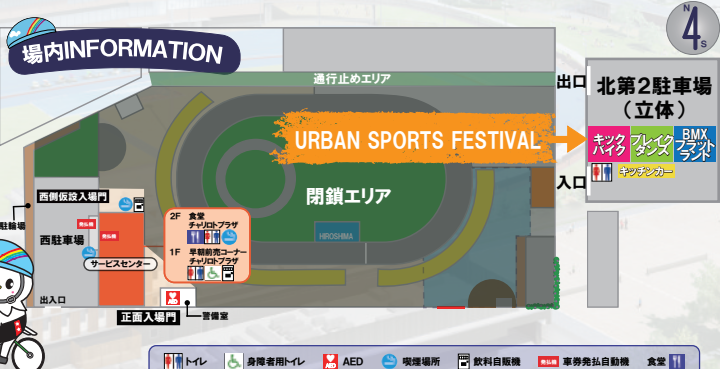 場内INFORMATION
N
4
S
通行止めエリア
出口
北第2駐車場
(立体)
URBAN SPORTS FESTIVAL
キック
バイク
ブレイク
ダンス
BMX
フラット
ランド
キッチンカー
入口
閉鎖エリア
HIROSHIMA
西側仮設入場門
駐輪場
西駐車場
発払機
発払機
サービスセンター
2F 食堂
チャリロトプラザ
1F 早朝前売コーナー
チャリロトプラザ
出入口
正面入場門
AED
警備室
トイレ
身障者用トイレ
AED
AED
喫煙場所
飲料自販機
発払機
車券発払自動機
食堂